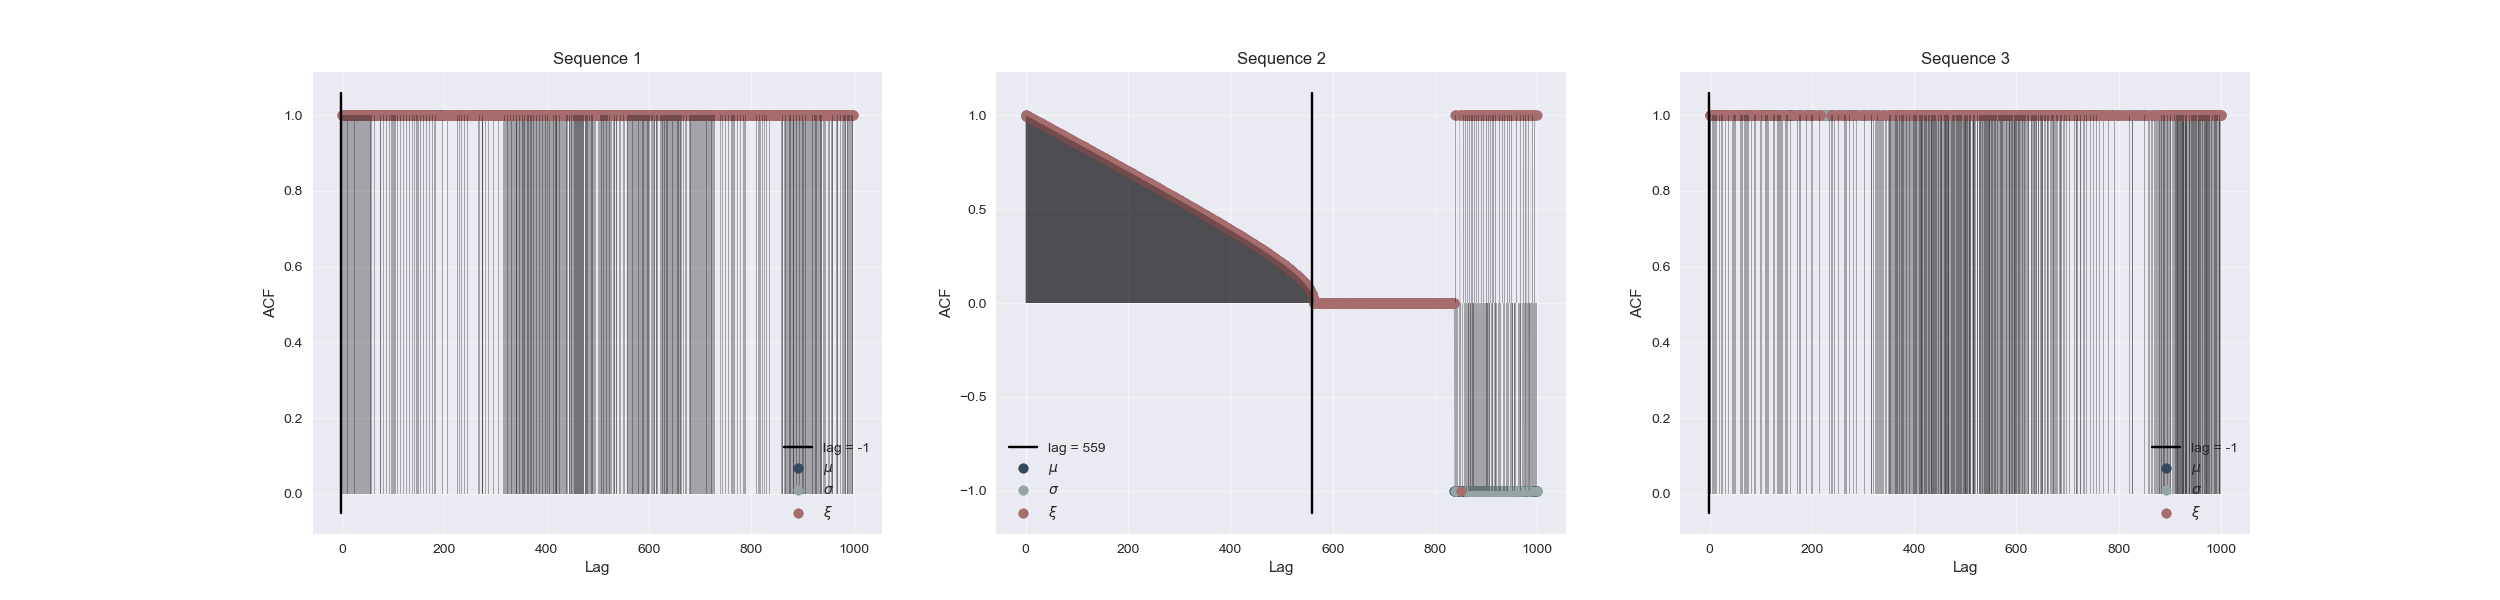 Sequence 1
1.0
0.8
0.6
0.4
0.2
0.0
ACF
0
200
400
600
800
1000
Lag
lag = -1
μ
σ
ξ
Sequence 2
1.0
0.5
0.0
−0.5
−1.0
ACF
0
200
400
600
800
1000
Lag
lag = 559
μ
σ
ξ
Sequence 3
1.0
0.8
0.6
0.4
0.2
0.0
ACF
0
200
400
600
800
1000
Lag
lag = -1
μ
σ
ξ